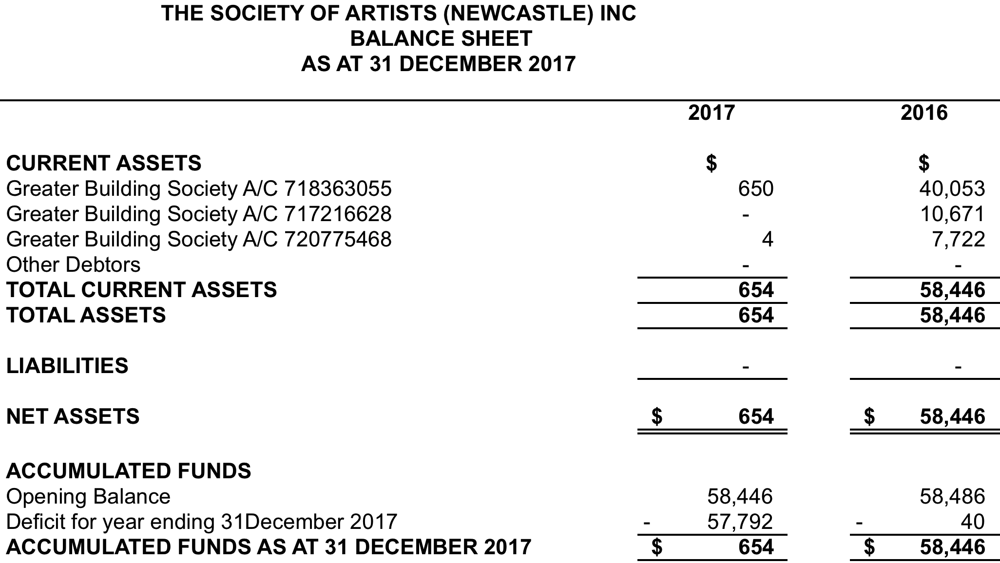 THE SOCIETY OF ARTISTS (NEWCASTLE) INC
BALANCE SHEET
AS AT 31 DECEMBER 2017
2017 2016
CURRENT ASSETS $ $
Greater Building Society A/C 718363055 650 40,053
Greater Building Society A/C 717216628 - 10,671
Greater Building Society A/C 720775468 4 7,722
Other Debtors - -
TOTAL CURRENT ASSETS 654 58,446
TOTAL ASSETS 654 58,446
LIABILITIES - -
NET ASSETS $ 654 $ 58,446
ACCUMULATED FUNDS
Opening Balance 58,446 58,486
Deficit for year ending 31December 2017 - 57,792 - 40
ACCUMULATED FUNDS AS AT 31 DECEMBER 2017 $ 654 $ 58,446